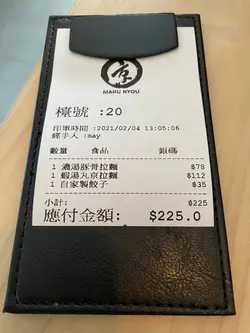 京
MARU KYOU
檯號 :20
印單時間 :2021/02/04 13:05:06
經手人 :may
數量 食品 銀碼
1 濃湯豚骨拉麵 $78
1 蝦湯丸京拉麵 $112
1 自家製餃子 $35
小計: $225
應付金額: $225.0